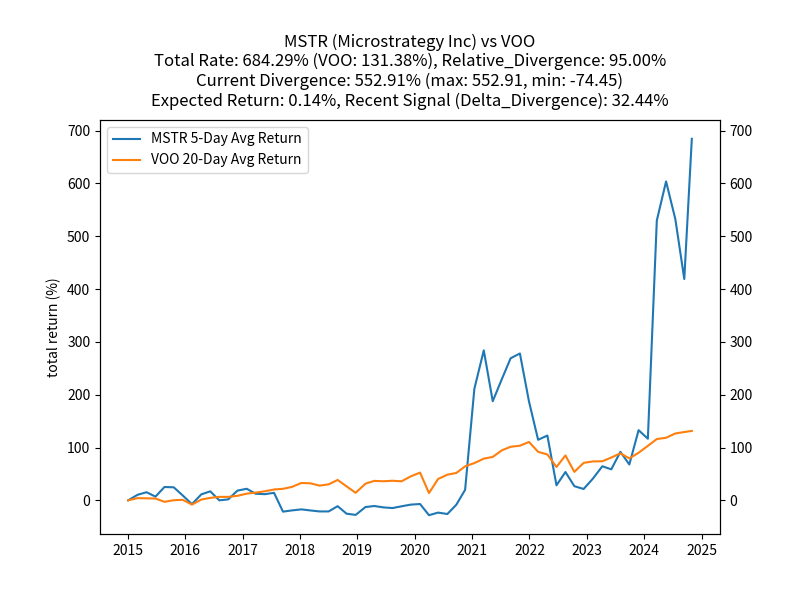 MSTR (Microstrategy Inc) vs VOO
Total Rate: 684.29% (VOO: 131.38%), Relative_Divergence: 95.00%
Current Divergence: 552.91% (max: 552.91, min: -74.45)
Expected Return: 0.14%, Recent Signal (Delta_Divergence): 32.44%
MSTR 5-Day Avg Return
VOO 20-Day Avg Return
total return (%)
700
600
500
400
300
200
100
0
700
600
500
400
300
200
100
0
2015 2016 2017 2018 2019 2020 2021 2022 2023 2024 2025